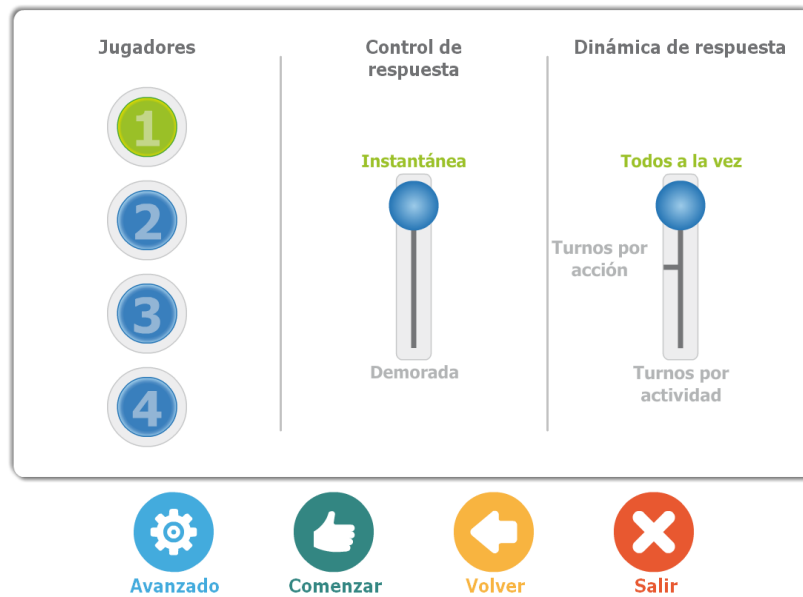 Jugadores
1
2
3
4
Control de
respuesta
Instantánea
Demorada
Dinámica de respuesta
Todos a la vez
Turnos por
acción
Turnos por
actividad
Avanzado
Comenzar
Volver
Salir